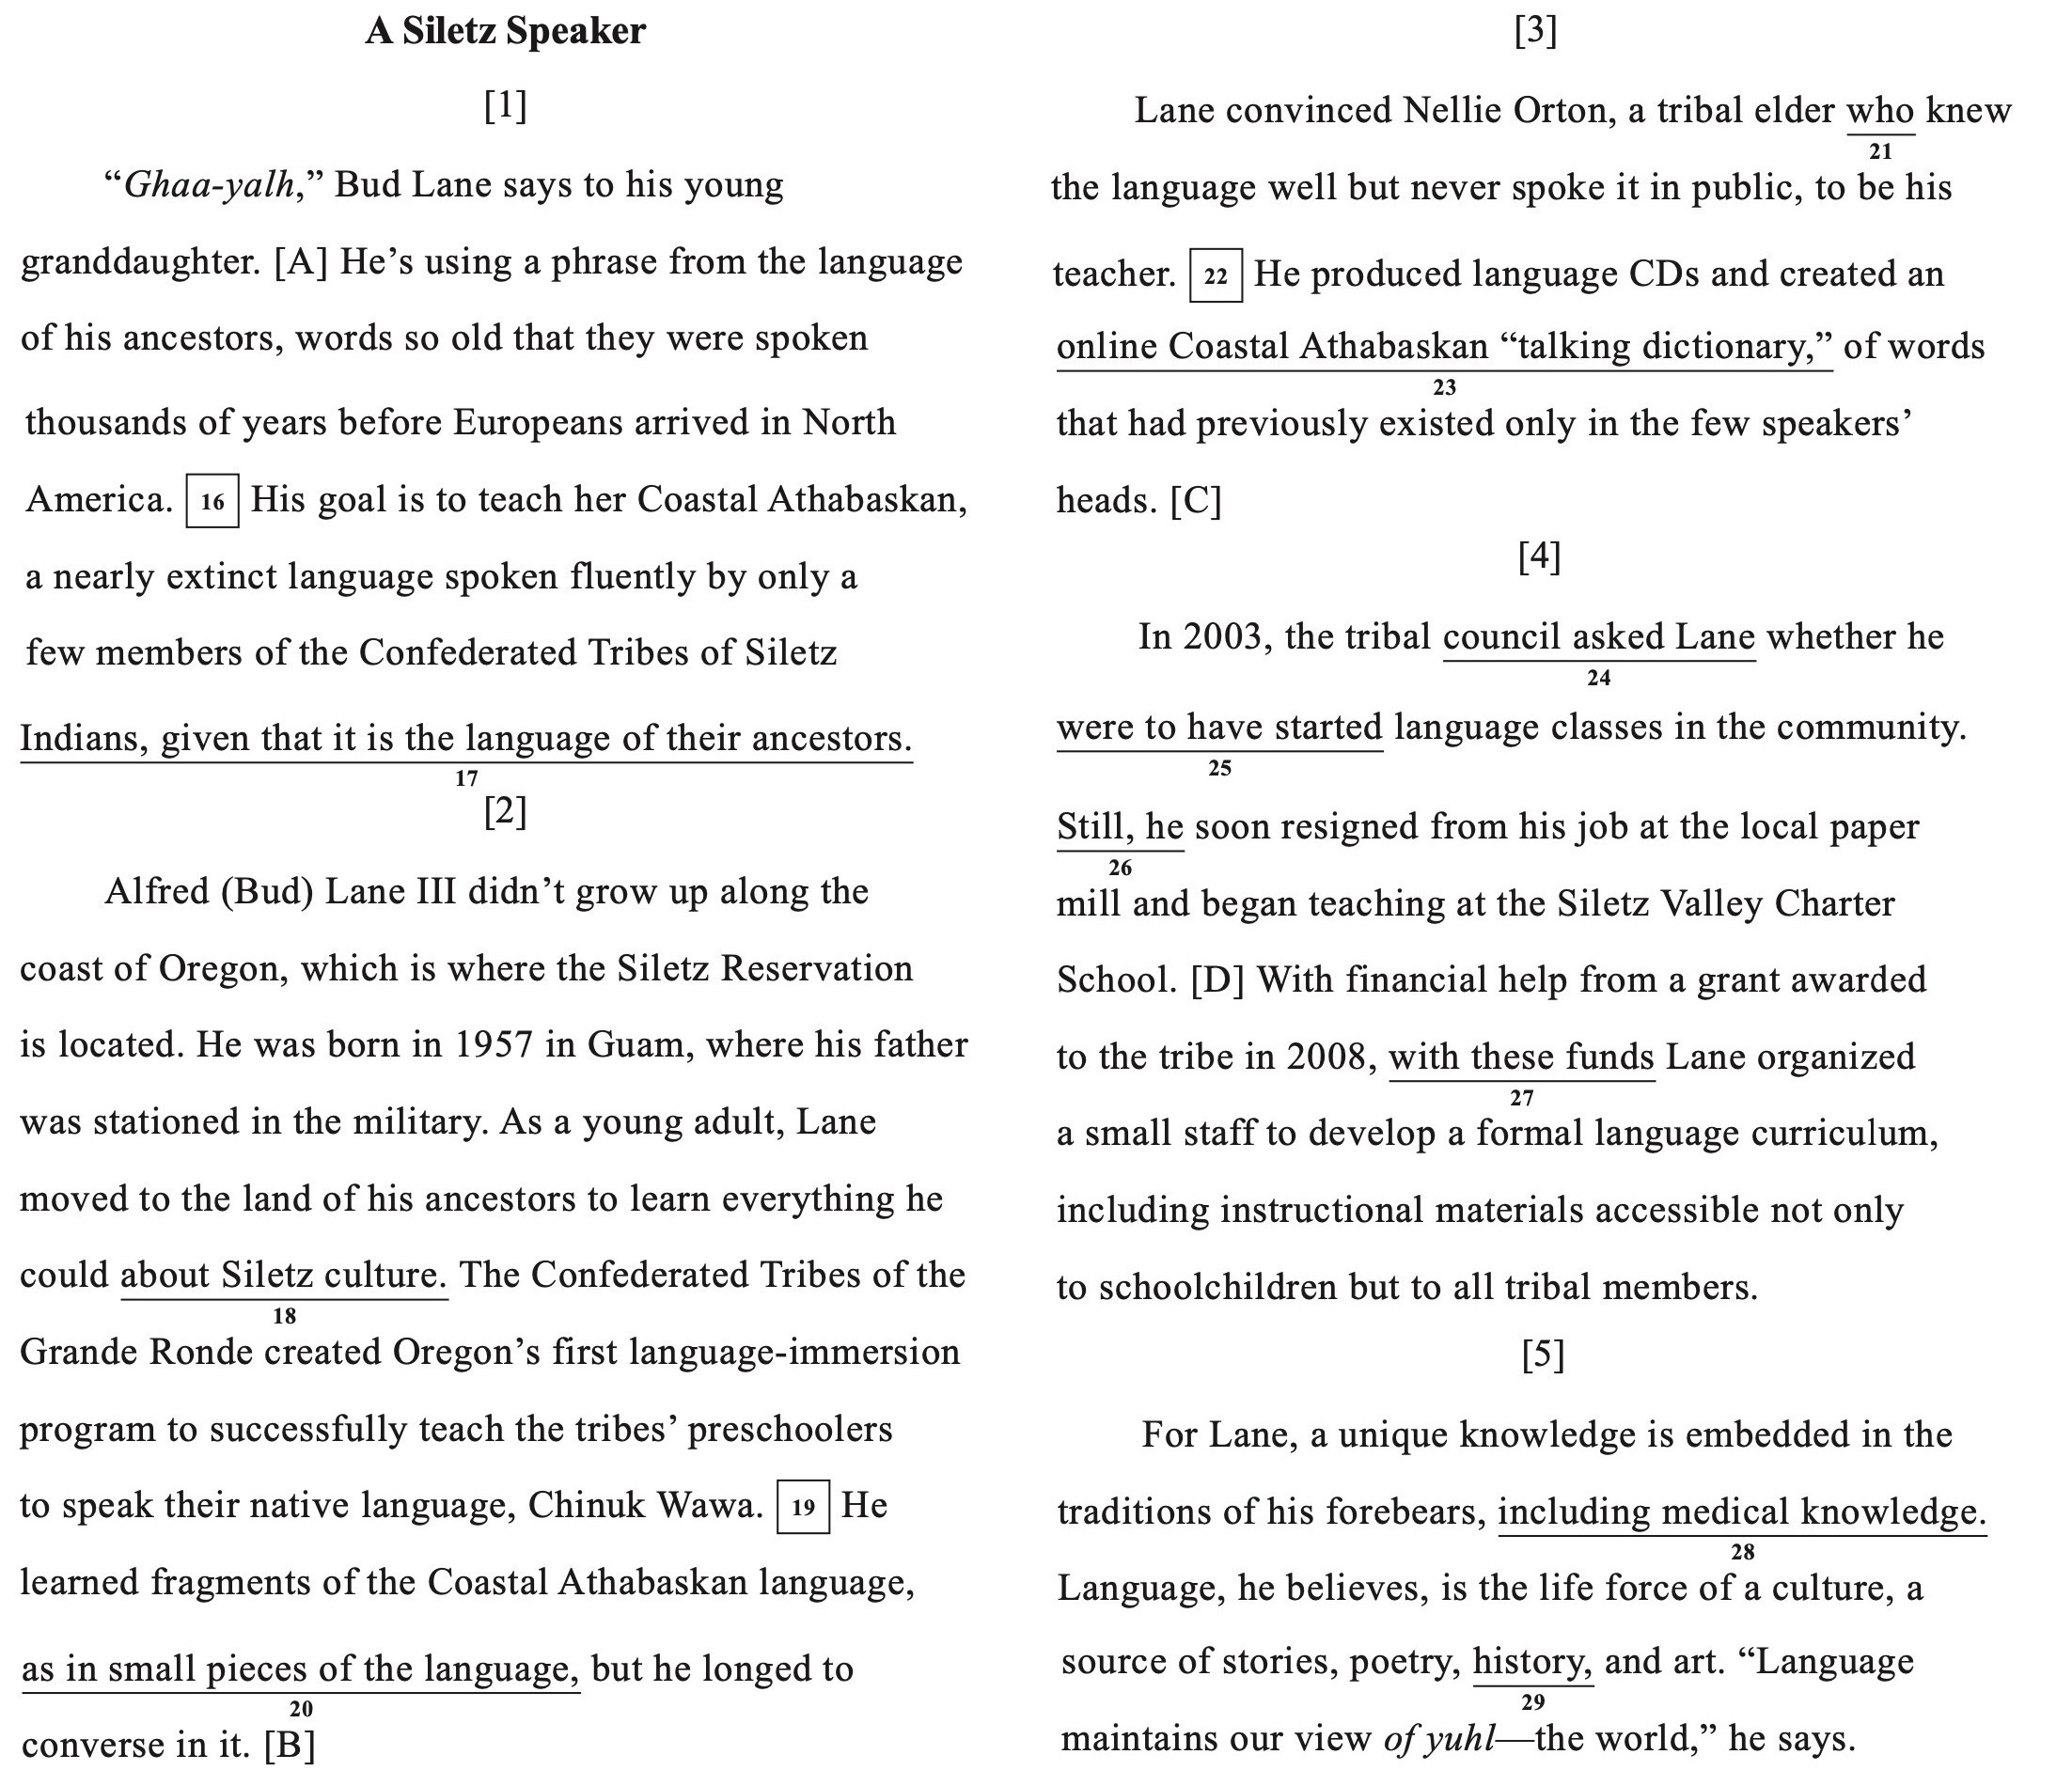 A Siletz Speaker
[1]
“Ghaa-yalh,” Bud Lane says to his young
granddaughter. [A] He’s using a phrase from the language
of his ancestors, words so old that they were spoken
thousands of years before Europeans arrived in North
America. 16 His goal is to teach her Coastal Athabaskan,
a nearly extinct language spoken fluently by only a
few members of the Confederated Tribes of Siletz
Indians, given that it is the language of their ancestors.
17
[2]
Alfred (Bud) Lane III didn’t grow up along the
coast of Oregon, which is where the Siletz Reservation
is located. He was born in 1957 in Guam, where his father
was stationed in the military. As a young adult, Lane
moved to the land of his ancestors to learn everything he
could about Siletz culture. The Confederated Tribes of the
18
Grande Ronde created Oregon’s first language-immersion
program to successfully teach the tribes’ preschoolers
to speak their native language, Chinuk Wawa. 19 He
learned fragments of the Coastal Athabaskan language,
as in small pieces of the language, but he longed to
20
converse in it. [B]
[3]
Lane convinced Nellie Orton, a tribal elder who knew
21
the language well but never spoke it in public, to be his
teacher. 22 He produced language CDs and created an
online Coastal Athabaskan “talking dictionary,” of words
23
that had previously existed only in the few speakers’
heads. [C]
[4]
In 2003, the tribal council asked Lane whether he
24
were to have started language classes in the community.
25
Still, he soon resigned from his job at the local paper
26
mill and began teaching at the Siletz Valley Charter
School. [D] With financial help from a grant awarded
to the tribe in 2008, with these funds Lane organized
27
a small staff to develop a formal language curriculum,
including instructional materials accessible not only
to schoolchildren but to all tribal members.
[5]
For Lane, a unique knowledge is embedded in the
traditions of his forebears, including medical knowledge.
28
Language, he believes, is the life force of a culture, a
source of stories, poetry, history, and art. “Language
29
maintains our view of yuhl—the world,” he says.